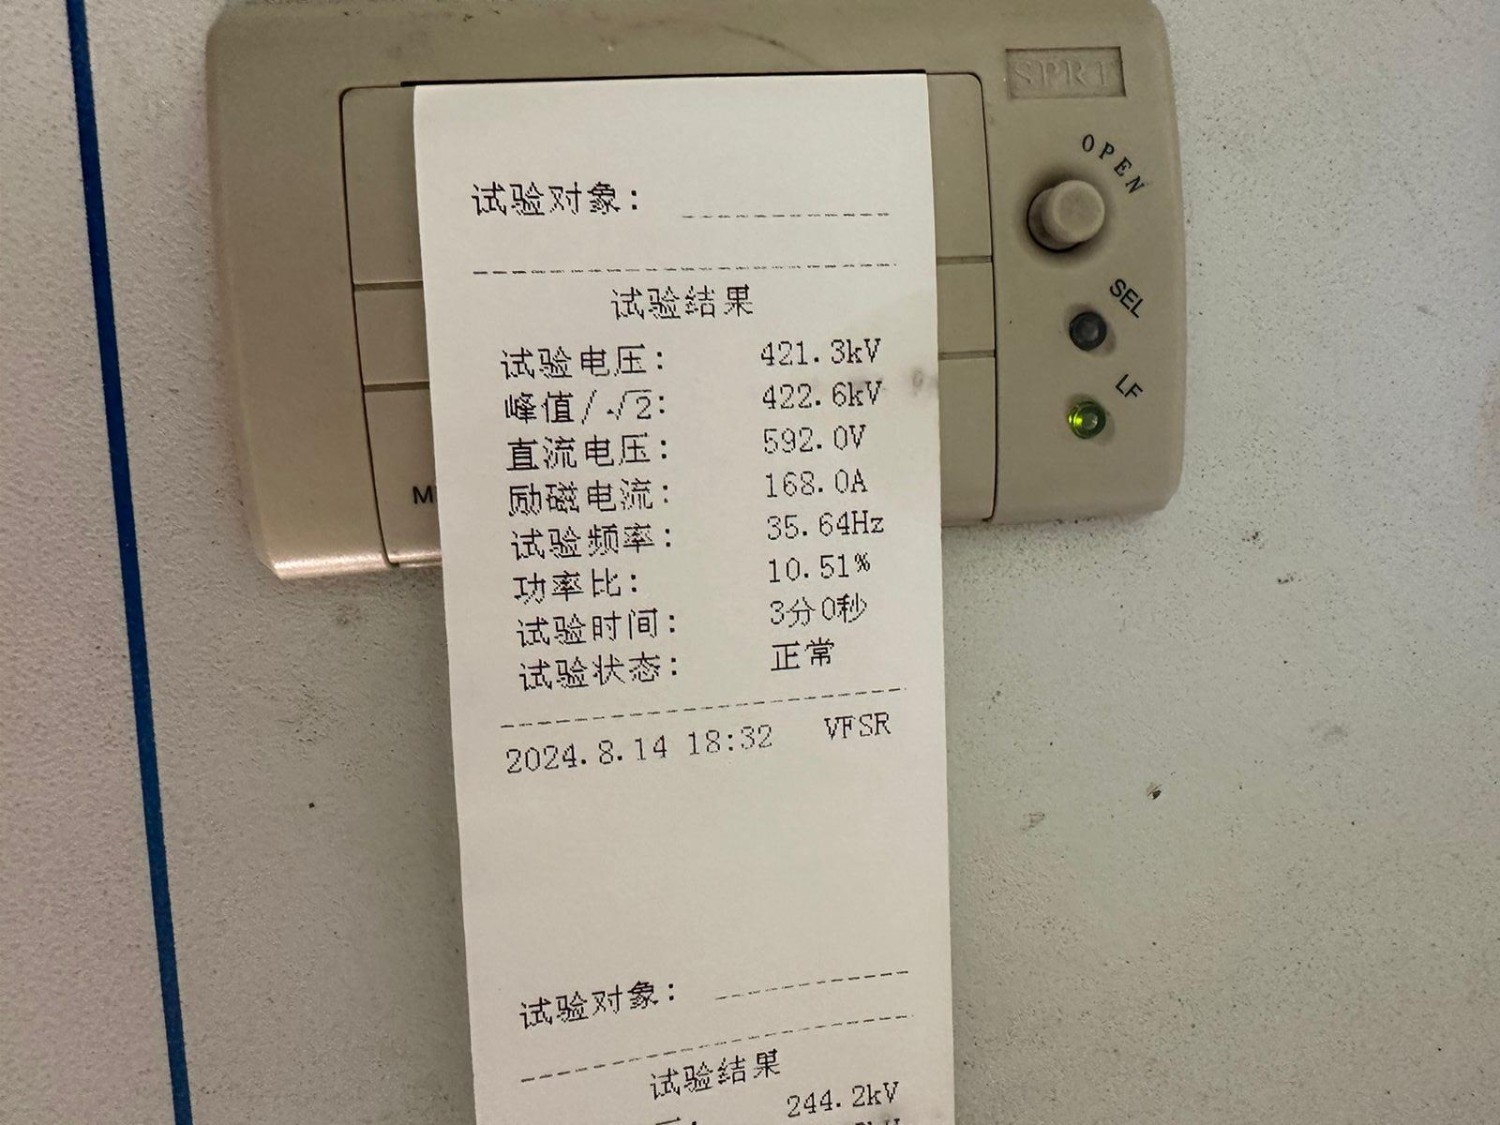 SPRT
OPEN
SEL
LF
M
试验对象:
试验结果
试验电压: 421.3kV
峰值/√2: 422.6kV
直流电压: 592.0V
励磁电流: 168.0A
试验频率: 35.64Hz
功率比: 10.51%
试验时间: 3分0秒
试验状态: 正常
2024.8.14 18:32 VFSR
试验对象:
试验结果
244.2kV